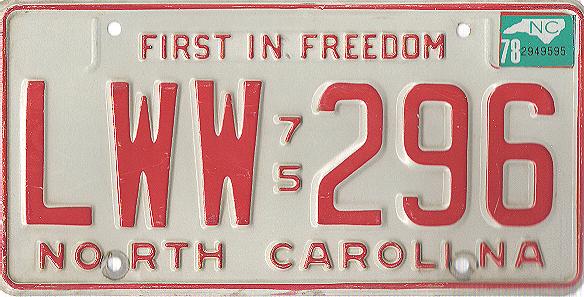 FIRST IN FREEDOM
NC
78 2949595
LWW 75 296
NORTH CAROLINA